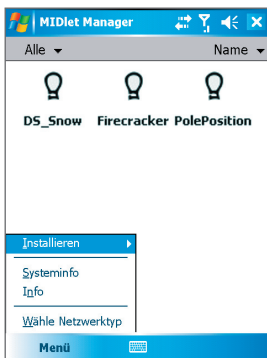 MIDlet Manager
Alle Name
DS_Snow Firecracker PolePosition
Installieren
Systeminfo
Info
Wähle Netzwerktyp
Menü